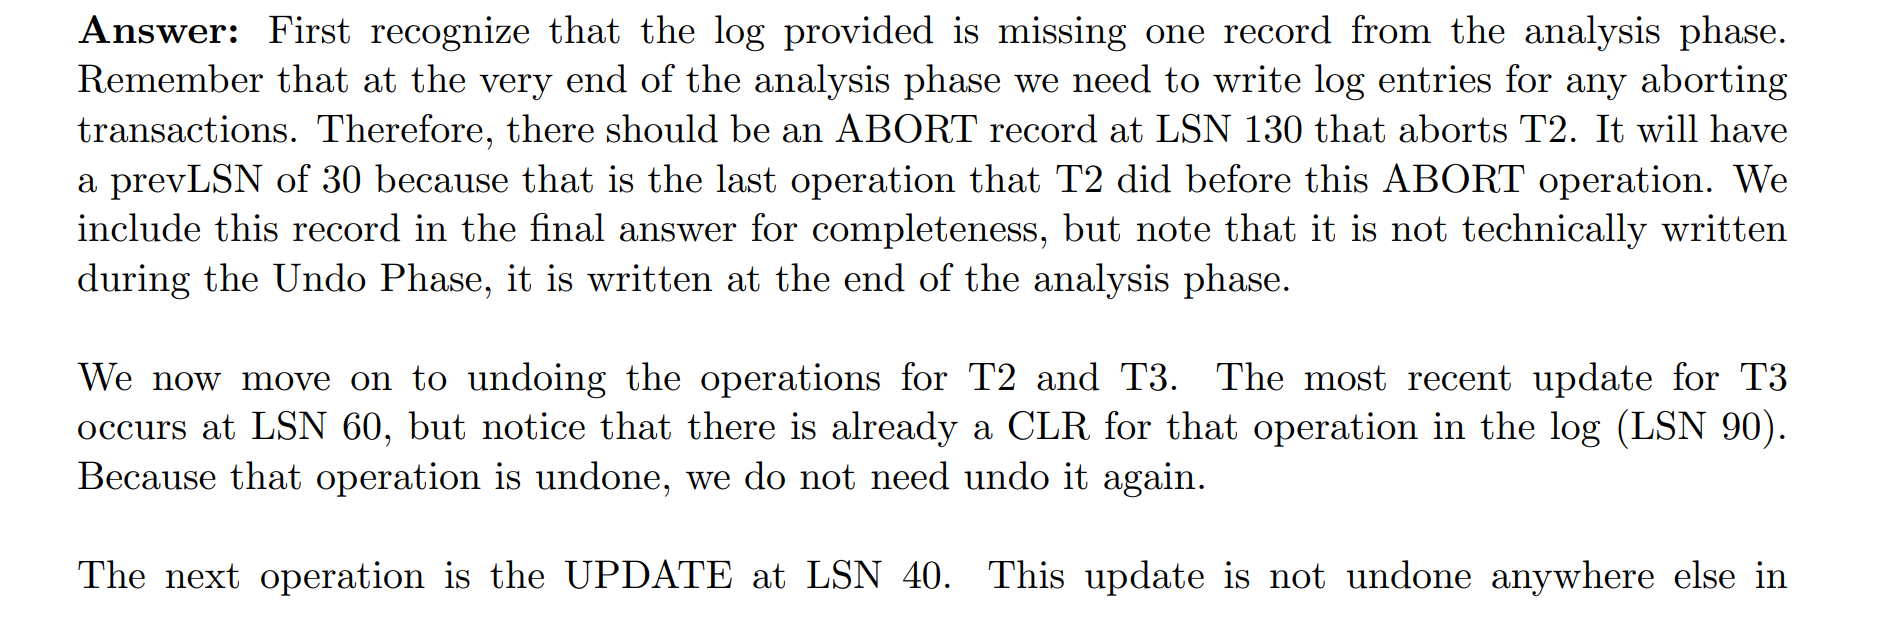 Answer: First recognize that the log provided is missing one record from the analysis phase.
Remember that at the very end of the analysis phase we need to write log entries for any aborting
transactions. Therefore, there should be an ABORT record at LSN 130 that aborts T2. It will have
a prevLSN of 30 because that is the last operation that T2 did before this ABORT operation. We
include this record in the final answer for completeness, but note that it is not technically written
during the Undo Phase, it is written at the end of the analysis phase.
We now move on to undoing the operations for T2 and T3. The most recent update for T3
occurs at LSN 60, but notice that there is already a CLR for that operation in the log (LSN 90).
Because that operation is undone, we do not need undo it again.
The next operation is the UPDATE at LSN 40. This update is not undone anywhere else in